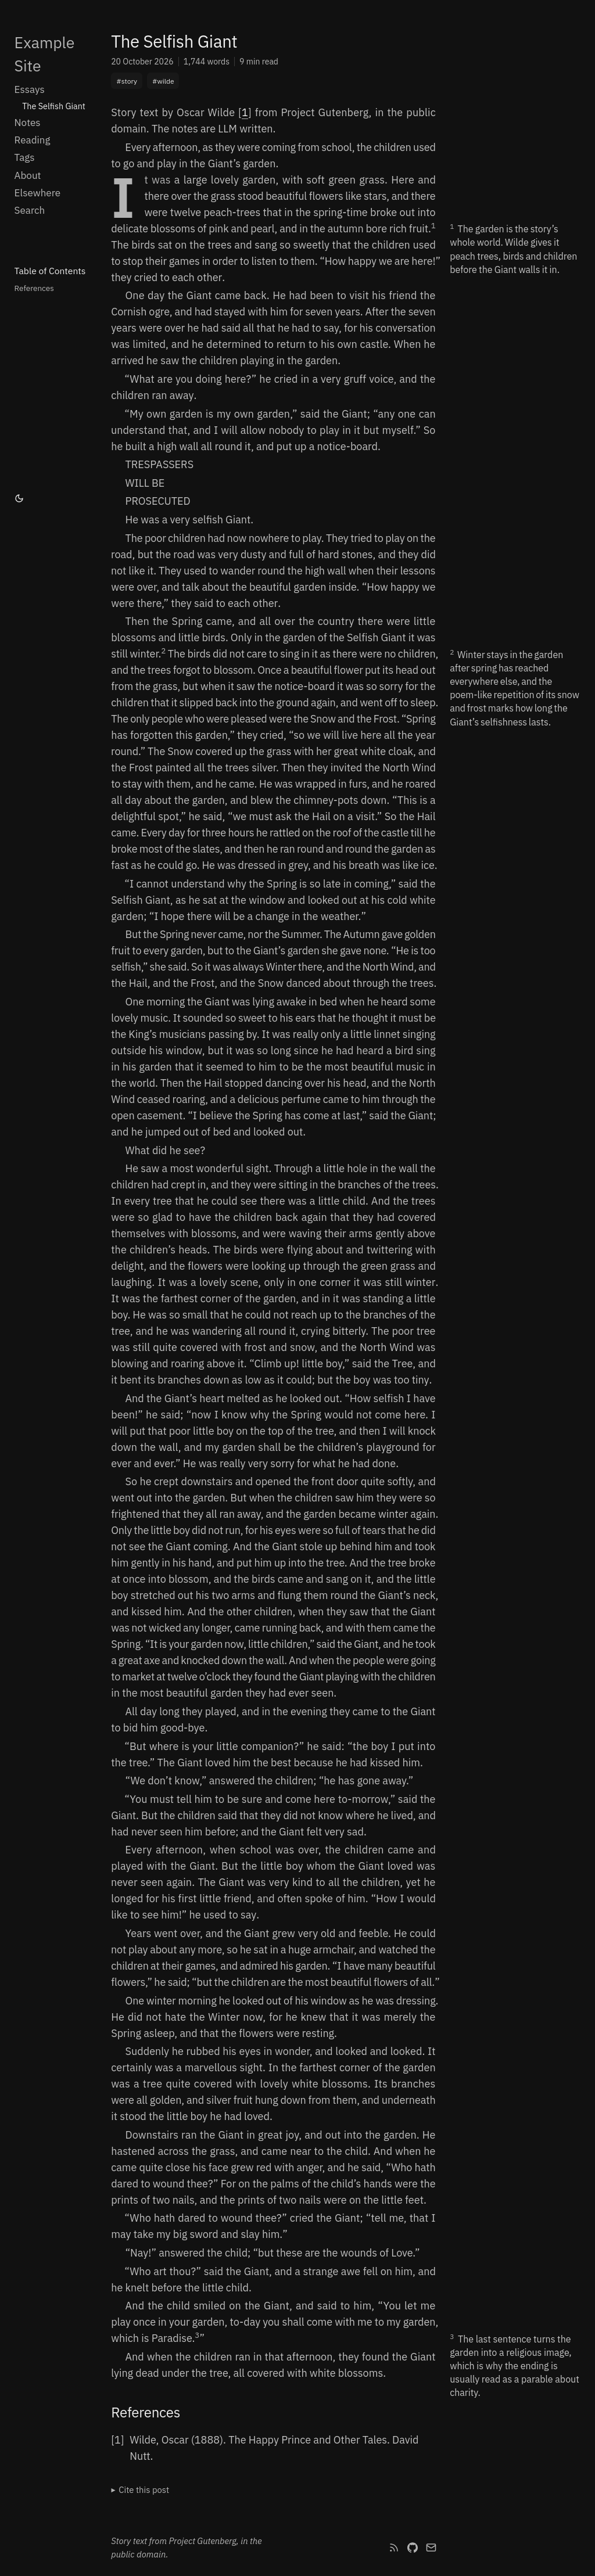 Example
Site
Essays
The Selfish Giant
Notes
Reading
Tags
About
Elsewhere
Search
Table of Contents
References
The Selfish Giant
20 October 2026 | 1,744 words | 9 min read
#story #wilde
Story text by Oscar Wilde [1] from Project Gutenberg, in the public
domain. The notes are LLM written.
Every afternoon, as they were coming from school, the children used
to go and play in the Giant’s garden.
It was a large lovely garden, with soft green grass. Here and
there over the grass stood beautiful flowers like stars, and there
were twelve peach-trees that in the spring-time broke out into
delicate blossoms of pink and pearl, and in the autumn bore rich fruit.1
The birds sat on the trees and sang so sweetly that the children used
to stop their games in order to listen to them. “How happy we are here!”
they cried to each other.
1 The garden is the story’s
whole world. Wilde gives it
peach trees, birds and children
before the Giant walls it in.
One day the Giant came back. He had been to visit his friend the
Cornish ogre, and had stayed with him for seven years. After the seven
years were over he had said all that he had to say, for his conversation
was limited, and he determined to return to his own castle. When he
arrived he saw the children playing in the garden.
“What are you doing here?” he cried in a very gruff voice, and the
children ran away.
“My own garden is my own garden,” said the Giant; “any one can
understand that, and I will allow nobody to play in it but myself.” So
he built a high wall all round it, and put up a notice-board.
TRESPASSERS
WILL BE
PROSECUTED
He was a very selfish Giant.
The poor children had now nowhere to play. They tried to play on the
road, but the road was very dusty and full of hard stones, and they did
not like it. They used to wander round the high wall when their lessons
were over, and talk about the beautiful garden inside. “How happy we
were there,” they said to each other.
Then the Spring came, and all over the country there were little
blossoms and little birds. Only in the garden of the Selfish Giant it was
still winter.2 The birds did not care to sing in it as there were no children,
and the trees forgot to blossom. Once a beautiful flower put its head out
from the grass, but when it saw the notice-board it was so sorry for the
children that it slipped back into the ground again, and went off to sleep.
The only people who were pleased were the Snow and the Frost. “Spring
has forgotten this garden,” they cried, “so we will live here all the year
round.” The Snow covered up the grass with her great white cloak, and
the Frost painted all the trees silver. Then they invited the North Wind
to stay with them, and he came. He was wrapped in furs, and he roared
all day about the garden, and blew the chimney-pots down. “This is a
delightful spot,” he said, “we must ask the Hail on a visit.” So the Hail
came. Every day for three hours he rattled on the roof of the castle till he
broke most of the slates, and then he ran round and round the garden as
fast as he could go. He was dressed in grey, and his breath was like ice.
2 Winter stays in the garden
after spring has reached
everywhere else, and the
poem-like repetition of its snow
and frost marks how long the
Giant’s selfishness lasts.
“I cannot understand why the Spring is so late in coming,” said the
Selfish Giant, as he sat at the window and looked out at his cold white
garden; “I hope there will be a change in the weather.”
But the Spring never came, nor the Summer. The Autumn gave golden
fruit to every garden, but to the Giant’s garden she gave none. “He is too
selfish,” she said. So it was always Winter there, and the North Wind, and
the Hail, and the Frost, and the Snow danced about through the trees.
One morning the Giant was lying awake in bed when he heard some
lovely music. It sounded so sweet to his ears that he thought it must be
the King’s musicians passing by. It was really only a little linnet singing
outside his window, but it was so long since he had heard a bird sing
in his garden that it seemed to him to be the most beautiful music in
the world. Then the Hail stopped dancing over his head, and the North
Wind ceased roaring, and a delicious perfume came to him through the
open casement. “I believe the Spring has come at last,” said the Giant;
and he jumped out of bed and looked out.
What did he see?
He saw a most wonderful sight. Through a little hole in the wall the
children had crept in, and they were sitting in the branches of the trees.
In every tree that he could see there was a little child. And the trees
were so glad to have the children back again that they had covered
themselves with blossoms, and were waving their arms gently above
the children’s heads. The birds were flying about and twittering with
delight, and the flowers were looking up through the green grass and
laughing. It was a lovely scene, only in one corner it was still winter.
It was the farthest corner of the garden, and in it was standing a little
boy. He was so small that he could not reach up to the branches of the
tree, and he was wandering all round it, crying bitterly. The poor tree
was still quite covered with frost and snow, and the North Wind was
blowing and roaring above it. “Climb up! little boy,” said the Tree, and
it bent its branches down as low as it could; but the boy was too tiny.
And the Giant’s heart melted as he looked out. “How selfish I have
been!” he said; “now I know why the Spring would not come here. I
will put that poor little boy on the top of the tree, and then I will knock
down the wall, and my garden shall be the children’s playground for
ever and ever.” He was really very sorry for what he had done.
So he crept downstairs and opened the front door quite softly, and
went out into the garden. But when the children saw him they were so
frightened that they all ran away, and the garden became winter again.
Only the little boy did not run, for his eyes were so full of tears that he did
not see the Giant coming. And the Giant stole up behind him and took
him gently in his hand, and put him up into the tree. And the tree broke
at once into blossom, and the birds came and sang on it, and the little
boy stretched out his two arms and flung them round the Giant’s neck,
and kissed him. And the other children, when they saw that the Giant
was not wicked any longer, came running back, and with them came the
Spring. “It is your garden now, little children,” said the Giant, and he took
a great axe and knocked down the wall. And when the people were going
to market at twelve o’clock they found the Giant playing with the children
in the most beautiful garden they had ever seen.
All day long they played, and in the evening they came to the Giant
to bid him good-bye.
“But where is your little companion?” he said: “the boy I put into
the tree.” The Giant loved him the best because he had kissed him.
“We don’t know,” answered the children; “he has gone away.”
“You must tell him to be sure and come here to-morrow,” said the
Giant. But the children said that they did not know where he lived, and
had never seen him before; and the Giant felt very sad.
Every afternoon, when school was over, the children came and
played with the Giant. But the little boy whom the Giant loved was
never seen again. The Giant was very kind to all the children, yet he
longed for his first little friend, and often spoke of him. “How I would
like to see him!” he used to say.
Years went over, and the Giant grew very old and feeble. He could
not play about any more, so he sat in a huge armchair, and watched the
children at their games, and admired his garden. “I have many beautiful
flowers,” he said; “but the children are the most beautiful flowers of all.”
One winter morning he looked out of his window as he was dressing.
He did not hate the Winter now, for he knew that it was merely the
Spring asleep, and that the flowers were resting.
Suddenly he rubbed his eyes in wonder, and looked and looked. It
certainly was a marvellous sight. In the farthest corner of the garden
was a tree quite covered with lovely white blossoms. Its branches
were all golden, and silver fruit hung down from them, and underneath
it stood the little boy he had loved.
Downstairs ran the Giant in great joy, and out into the garden. He
hastened across the grass, and came near to the child. And when he
came quite close his face grew red with anger, and he said, “Who hath
dared to wound thee?” For on the palms of the child’s hands were the
prints of two nails, and the prints of two nails were on the little feet.
“Who hath dared to wound thee?” cried the Giant; “tell me, that I
may take my big sword and slay him.”
“Nay!” answered the child; “but these are the wounds of Love.”
“Who art thou?” said the Giant, and a strange awe fell on him, and
he knelt before the little child.
And the child smiled on the Giant, and said to him, “You let me
play once in your garden, to-day you shall come with me to my garden,
which is Paradise.3”
3 The last sentence turns the
garden into a religious image,
which is why the ending is
usually read as a parable about
charity.
And when the children ran in that afternoon, they found the Giant
lying dead under the tree, all covered with white blossoms.
References
[1] Wilde, Oscar (1888). The Happy Prince and Other Tales. David
Nutt.
▸ Cite this post
Story text from Project Gutenberg, in the
public domain.